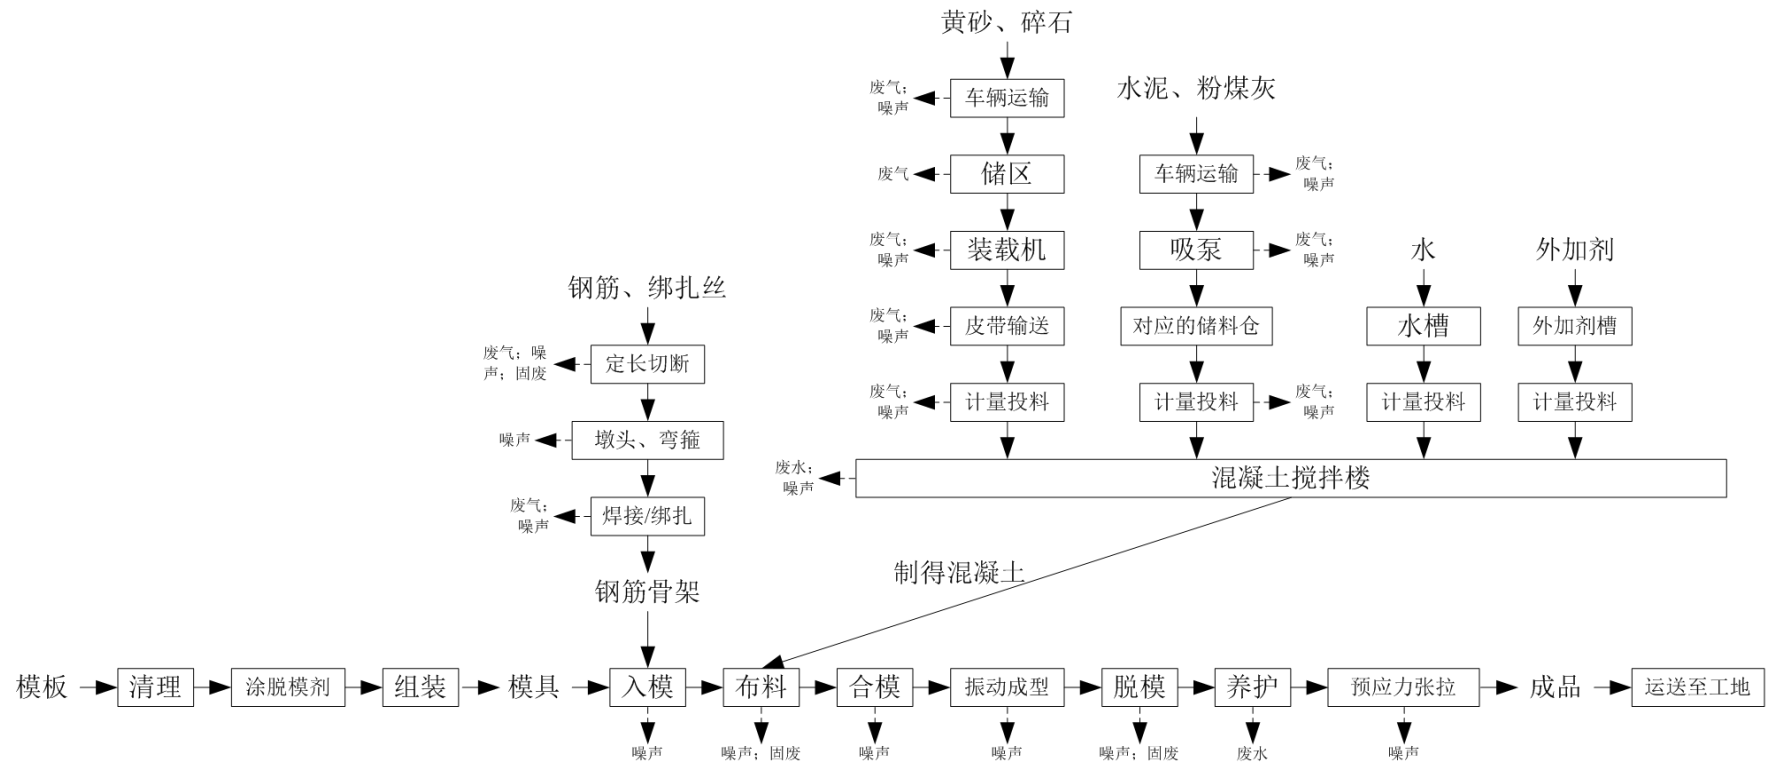 黄砂、碎石
水泥、粉煤灰
废气;
噪声
车辆运输
废气
储区
车辆运输
废气;
噪声
废气;
噪声
装载机
吸泵
废气;
噪声
水
外加剂
钢筋、绑扎丝
废气;
噪声
皮带输送
对应的储料仓
水槽
外加剂槽
废气;噪
声;固废
定长切断
废气;
噪声
计量投料
计量投料
废气;
噪声
计量投料
计量投料
噪声
墩头、弯箍
废水;
噪声
混凝土搅拌楼
废气;
噪声
焊接/绑扎
制得混凝土
钢筋骨架
模板
清理
涂脱模剂
组装
模具
入模
布料
合模
振动成型
脱模
养护
预应力张拉
成品
运送至工地
噪声
噪声;固废
噪声
噪声
噪声;固废
废水
噪声